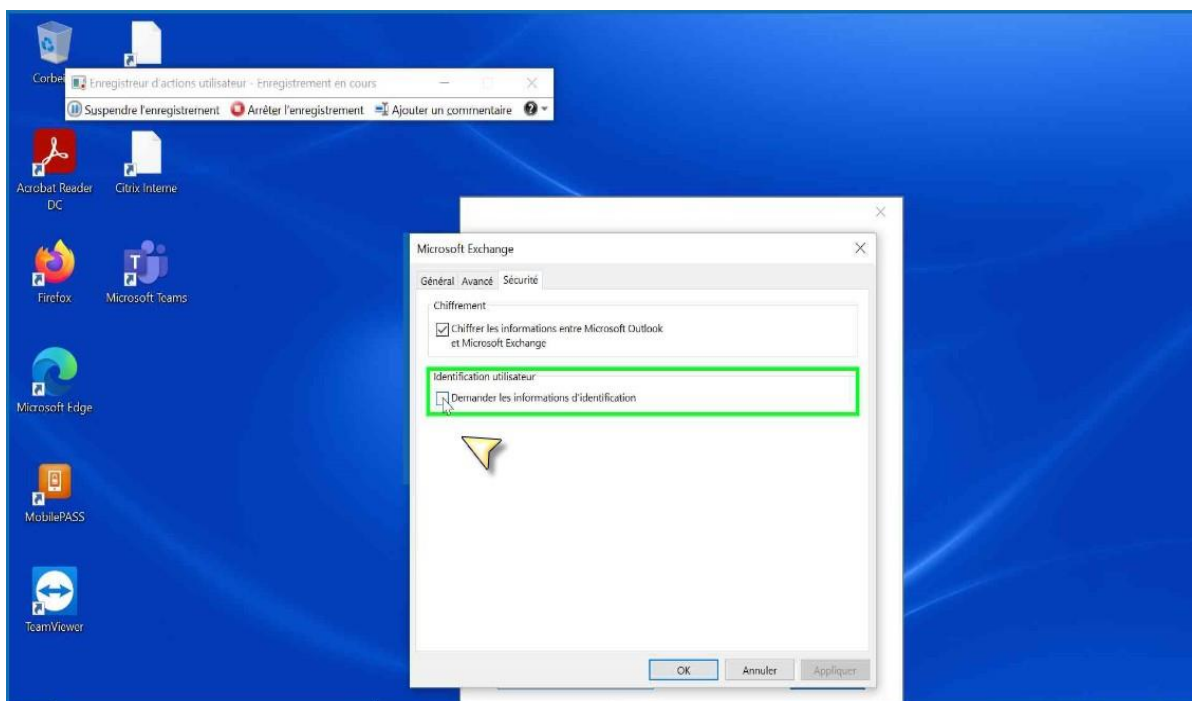 Enregistreur d'actions utilisateur - Enregistrement en cours
Suspendre l'enregistrement Arrêter l'enregistrement Ajouter un commentaire
Acrobat Reader
DC
Citrix Interne
Firefox
Microsoft Teams
Microsoft Edge
MobilePASS
TeamViewer
Microsoft Exchange
Général Avancé Sécurité
Chiffrement
Chiffrer les informations entre Microsoft Outlook
et Microsoft Exchange
Identification utilisateur
Demander les informations d'identification
OK Annuler Appliquer